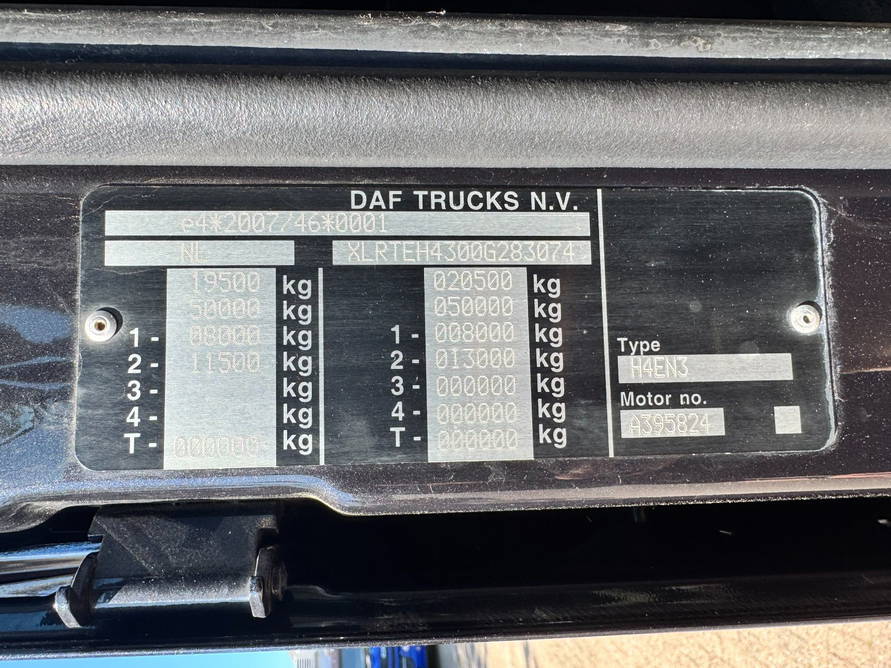 DAF TRUCKS N.V.
e4*2007/46*0001
NL XLRTEH4300G283074
19500 kg 020500 kg
50000 kg 050000 kg
1- 08000 kg 1- 008000 kg
2- 11500 kg 2- 013000 kg
3- kg 3- 000000 kg
4- kg 4- 000000 kg
T- 000000 kg T- 000000 kg
Type
H4EN3
Motor no.
A395824